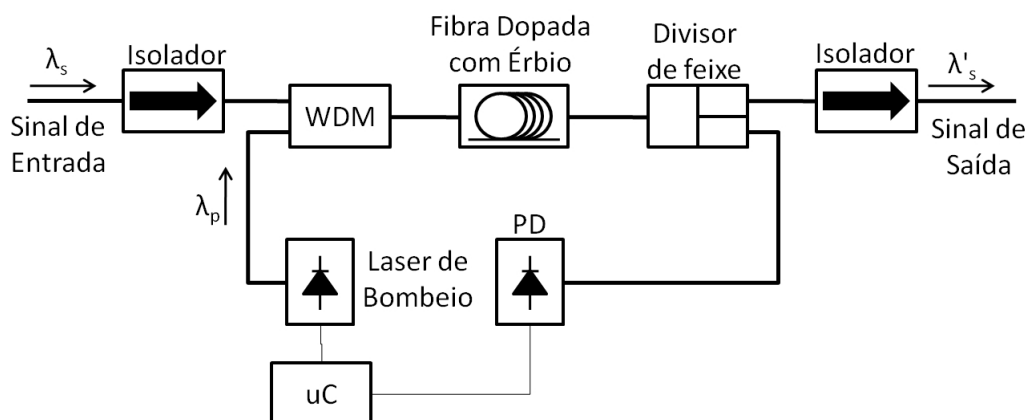 λs
Isolador
Sinal de
Entrada
WDM
Fibra Dopada
com Érbio
Divisor
de feixe
Isolador
λ's
Sinal de
Saída
λp
Laser de
Bombeio
PD
uC